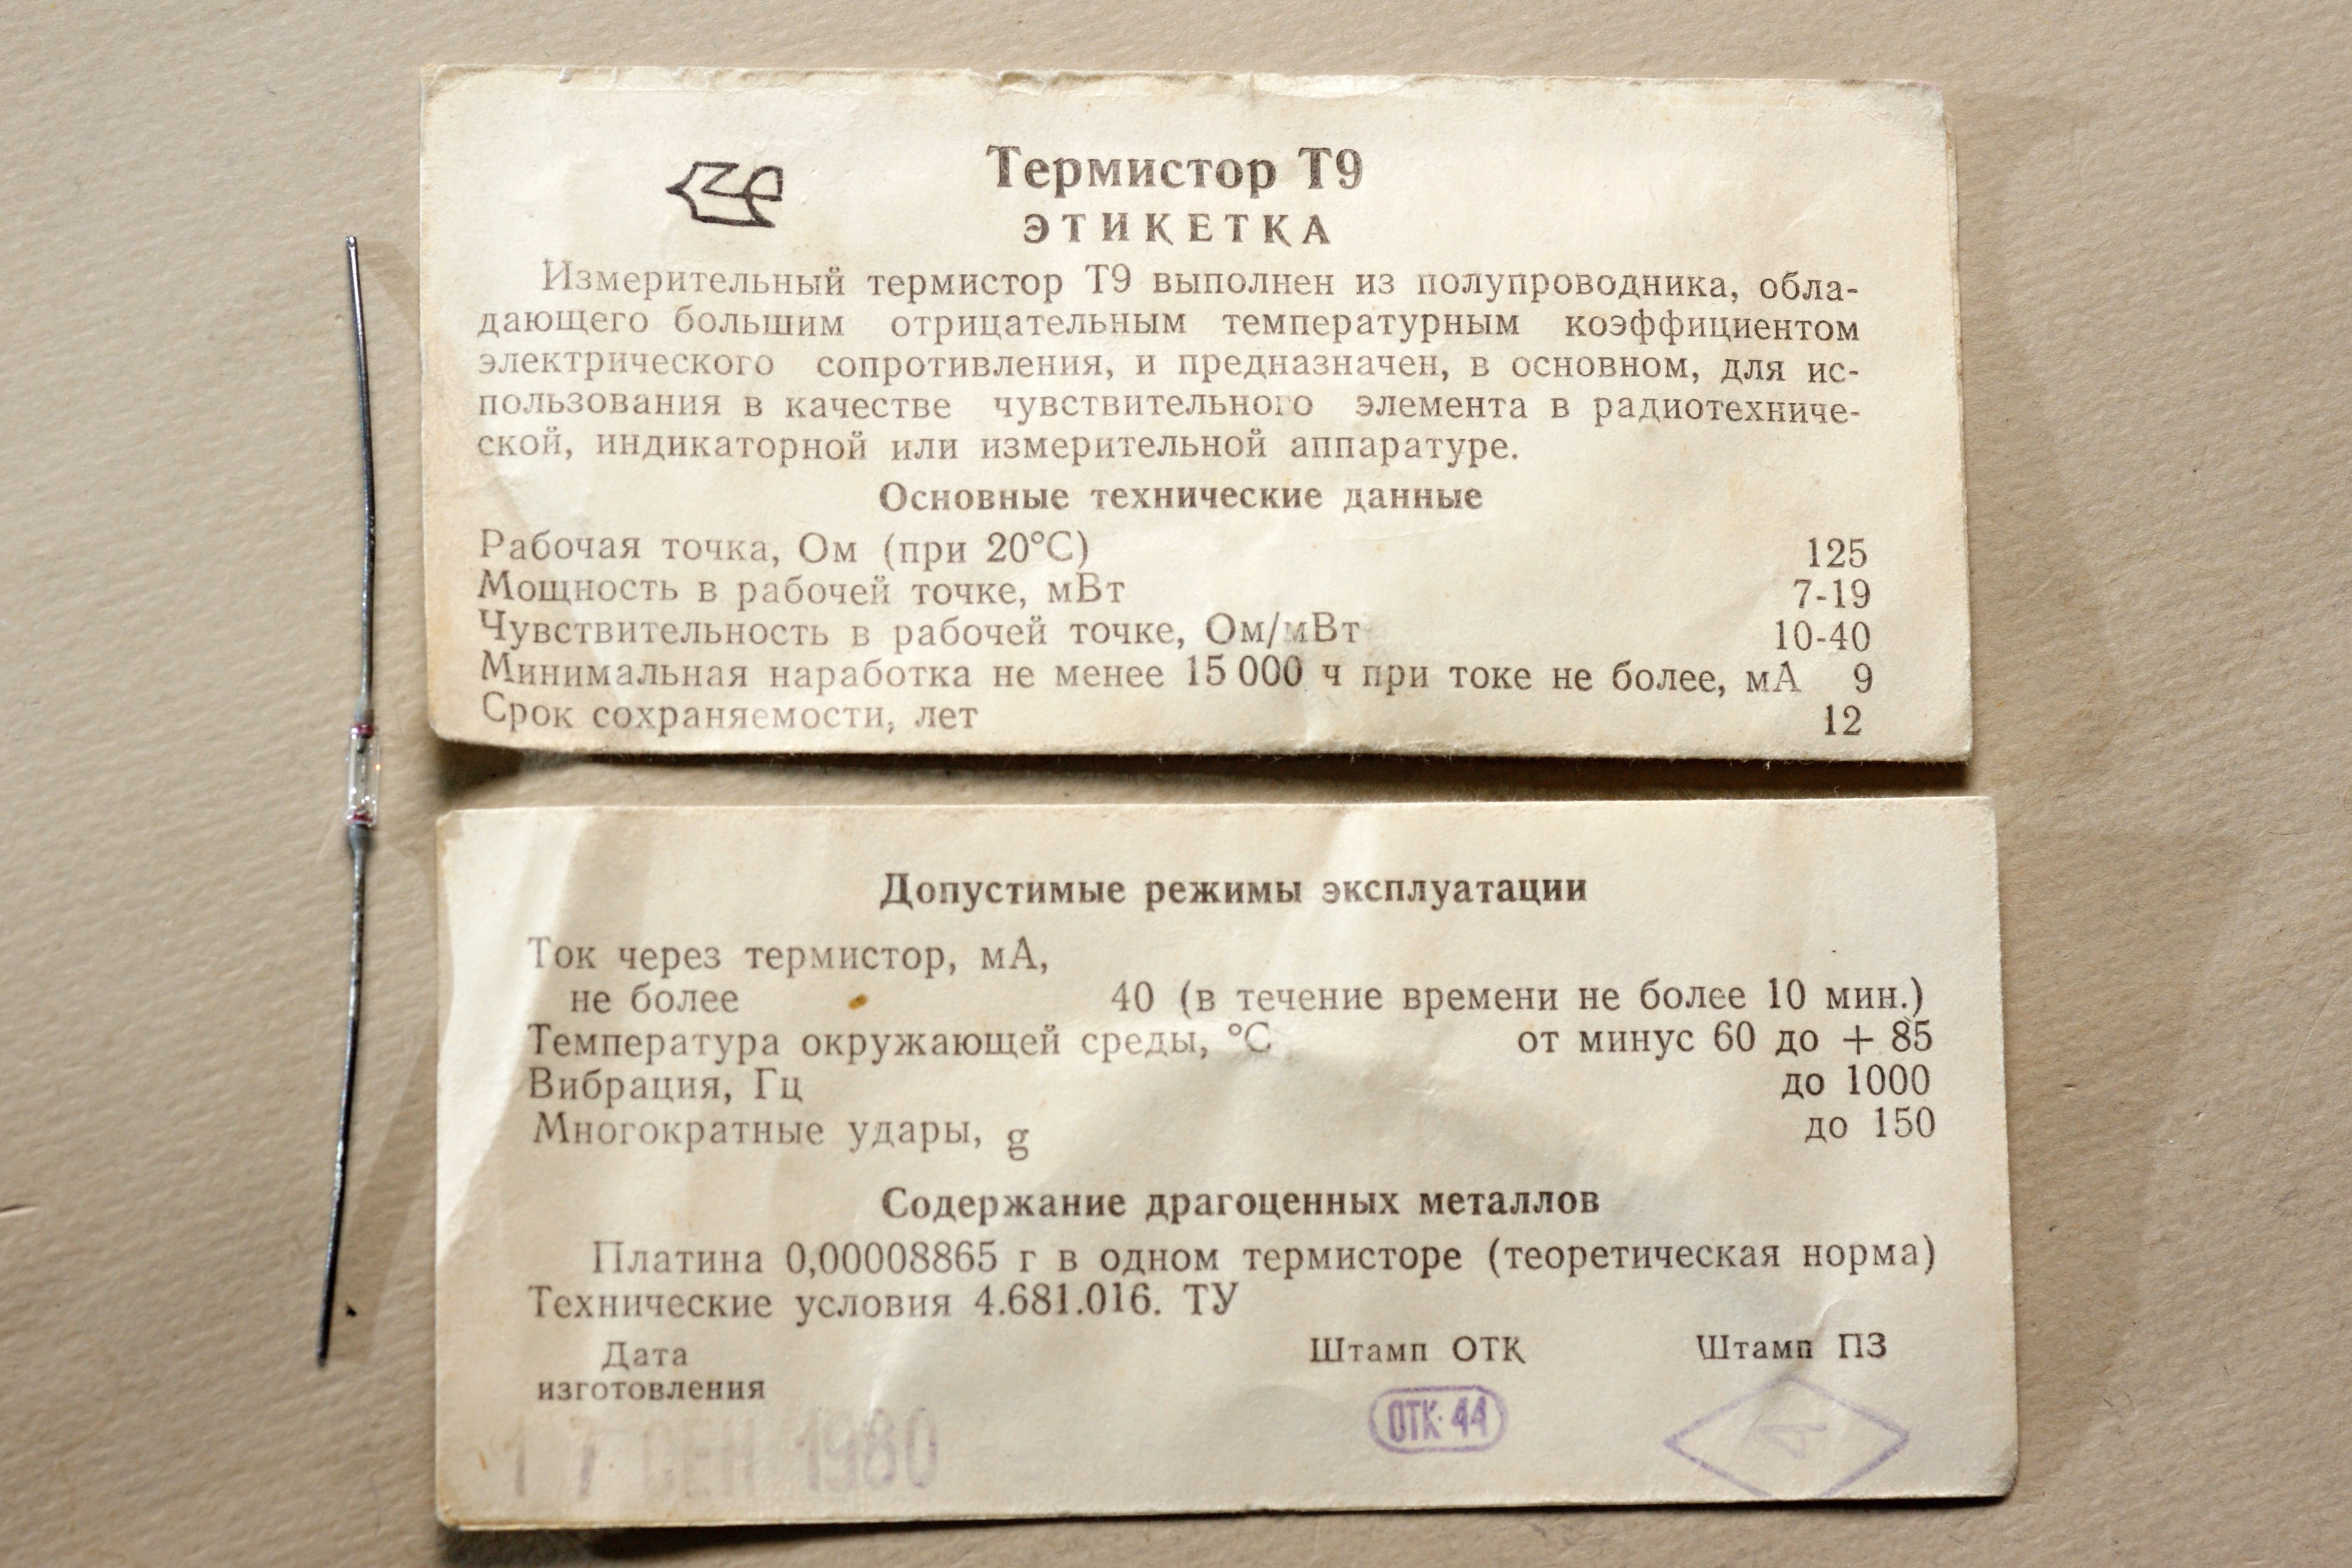 Термистор Т9
ЭТИКЕТКА
Измерительный термистор Т9 выполнен из полупроводника, обла-
дающего большим отрицательным температурным коэффициентом
электрического сопротивления, и предназначен, в основном, для ис-
пользования в качестве чувствительного элемента в радиотехниче-
ской, индикаторной или измерительной аппаратуре.
Основные технические данные
Рабочая точка, Ом (при 20°С) 125
Мощность в рабочей точке, мВт 7-19
Чувствительность в рабочей точке, Ом/мВт 10-40
Минимальная наработка не менее 15 000 ч при токе не более, мА 9
Срок сохраняемости, лет 12
Допустимые режимы эксплуатации
Ток через термистор, мА,
не более 40 (в течение времени не более 10 мин.)
Температура окружающей среды, °С от минус 60 до + 85
Вибрация, Гц до 1000
Многократные удары, g до 150
Содержание драгоценных металлов
Платина 0,00008865 г в одном термисторе (теоретическая норма)
Технические условия 4.681.016. ТУ
Дата Штамп ОТК Штамп ПЗ
изготовления
17 СЕН 1980 ОТК 44 4